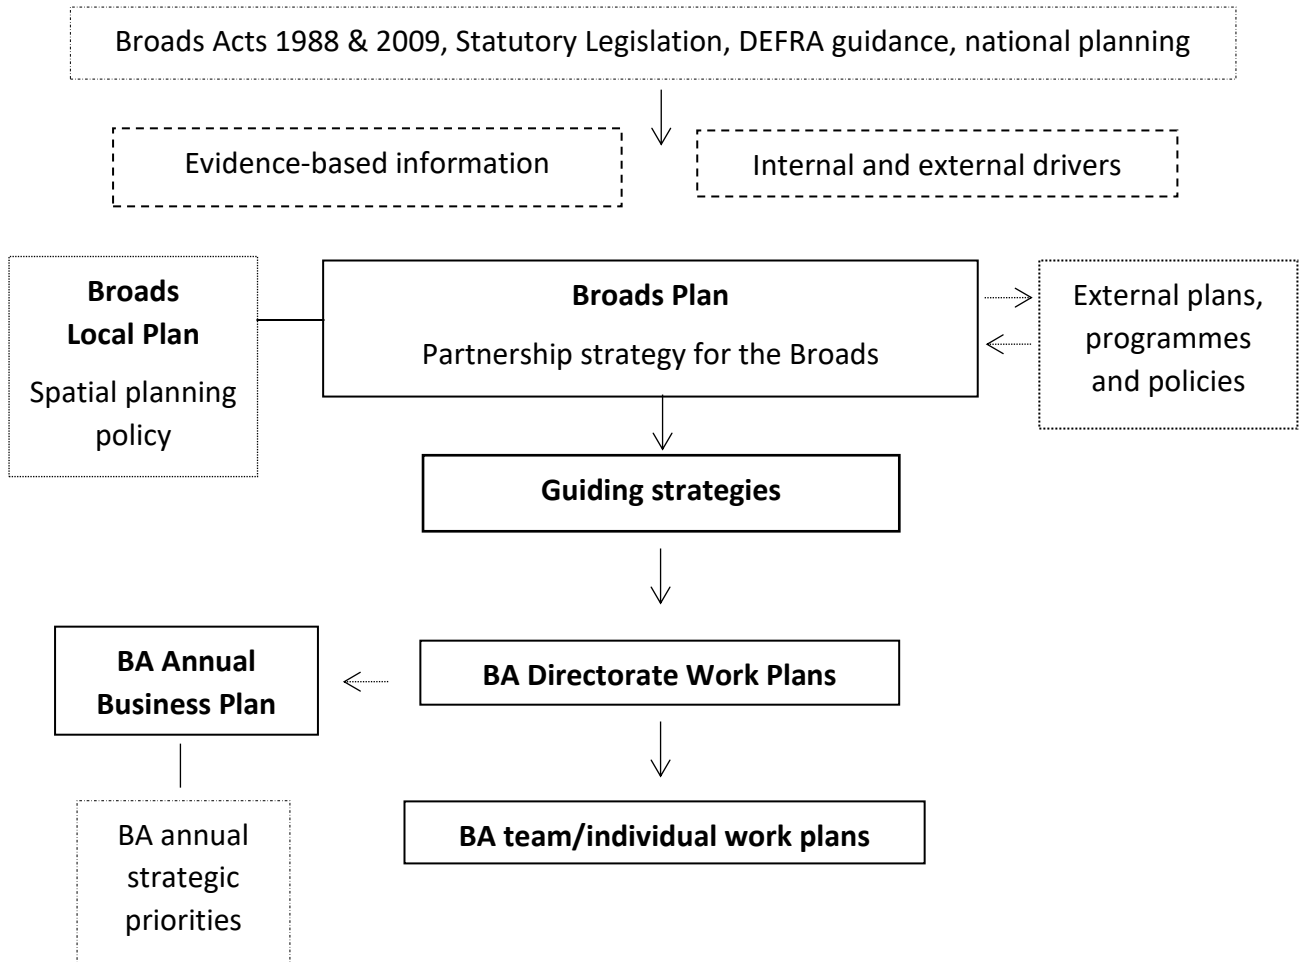 Broads Acts 1988 & 2009, Statutory Legislation, DEFRA guidance, national planning
Evidence-based information
Internal and external drivers
Broads
Local Plan
Spatial planning
policy
Broads Plan
Partnership strategy for the Broads
External plans,
programmes
and policies
Guiding strategies
BA Annual
Business Plan
BA Directorate Work Plans
BA annual
strategic
priorities
BA team/individual work plans